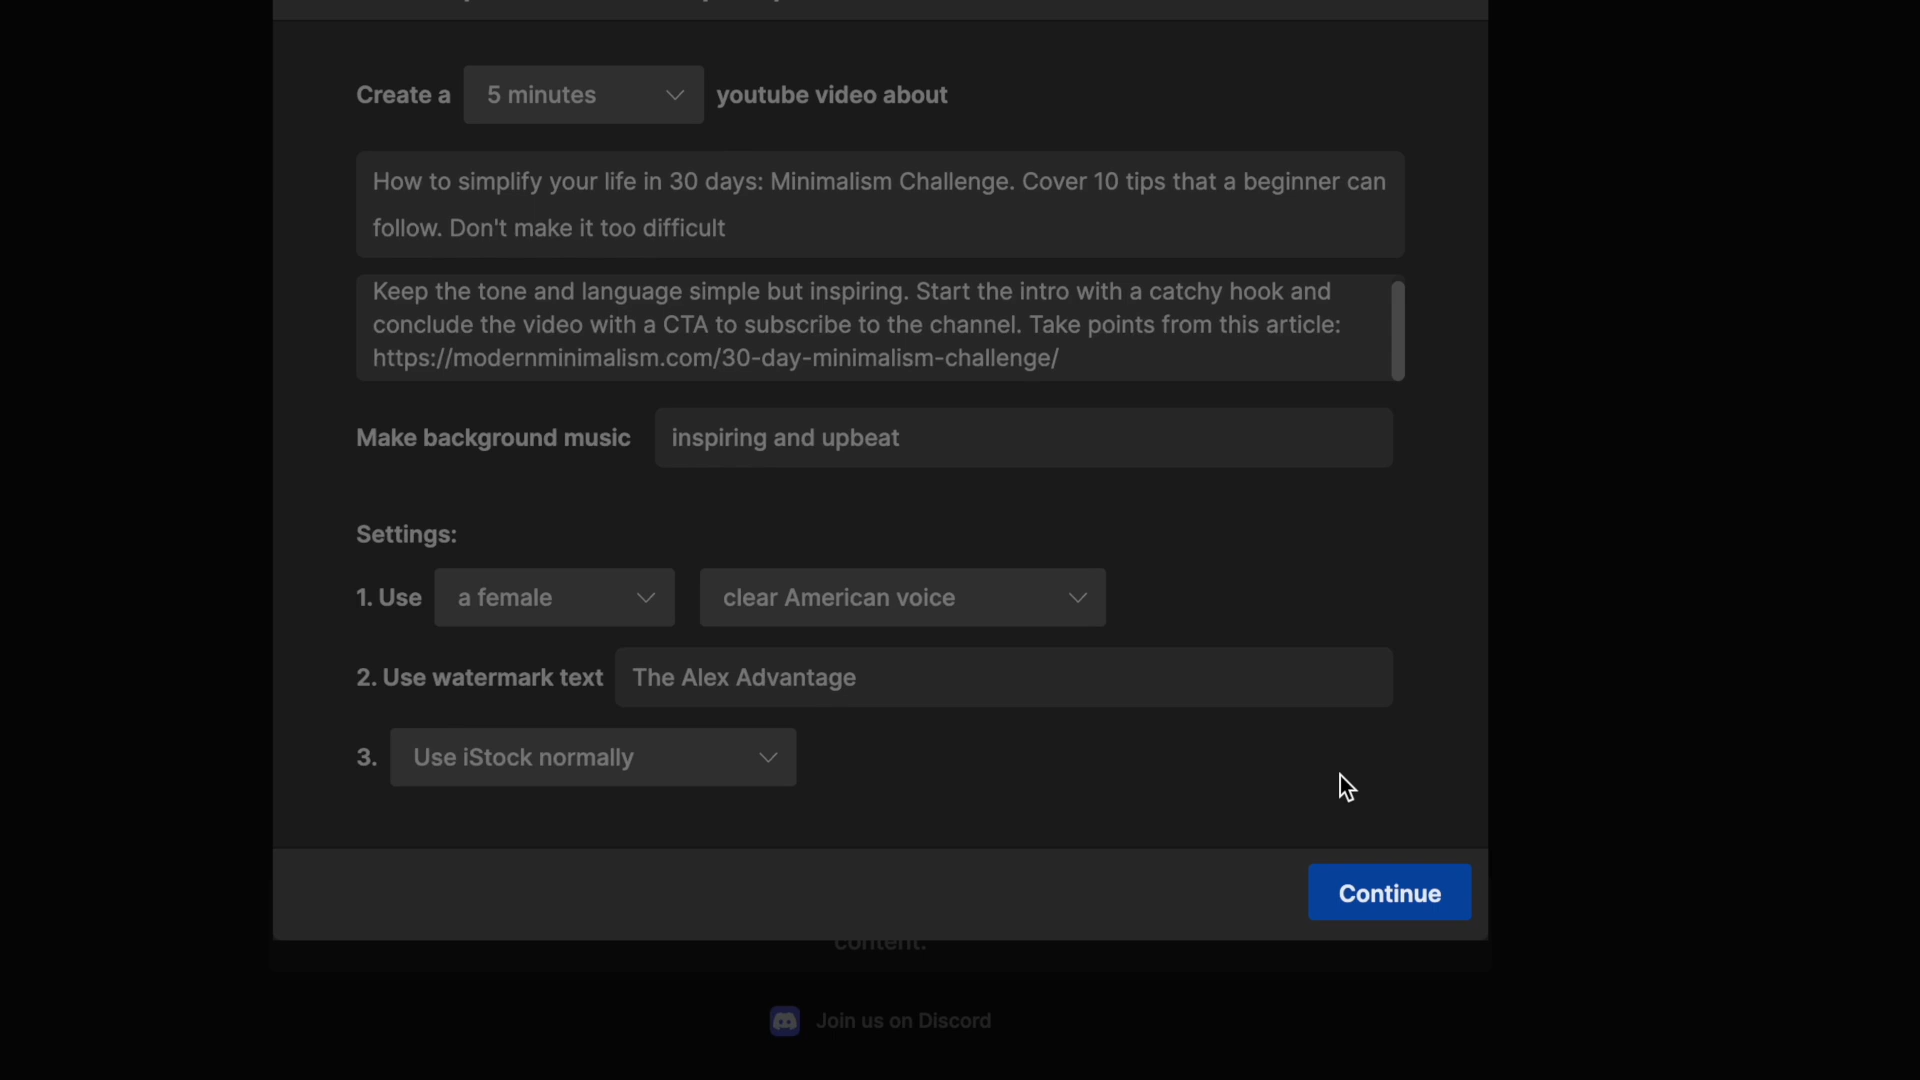 Create a 5 minutes youtube video about
How to simplify your life in 30 days: Minimalism Challenge. Cover 10 tips that a beginner can
follow. Don't make it too difficult
Keep the tone and language simple but inspiring. Start the intro with a catchy hook and
conclude the video with a CTA to subscribe to the channel. Take points from this article:
https://modernminimalism.com/30-day-minimalism-challenge/
Make background music inspiring and upbeat
Settings:
1. Use a female clear American voice
2. Use watermark text The Alex Advantage
3. Use iStock normally
Continue
content.
Join us on Discord